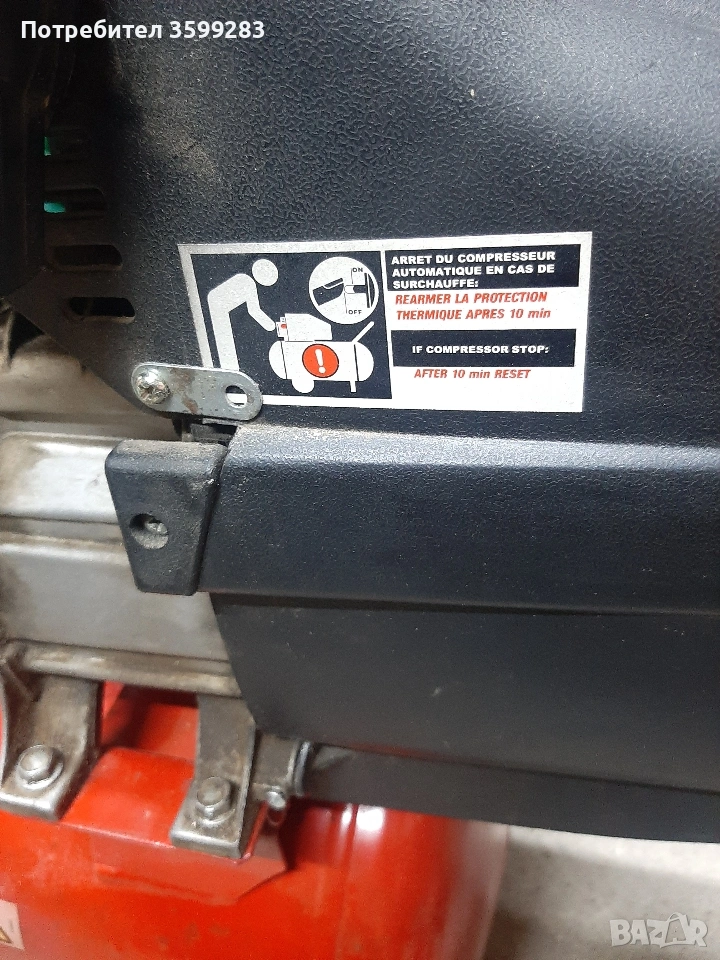 Потребител 3599283
ARRET DU COMPRESSEUR
AUTOMATIQUE EN CAS DE
SURCHAUFFE:
REARMER LA PROTECTION
THERMIQUE APRES 10 min
IF COMPRESSOR STOP:
AFTER 10 min RESET
ON
OFF
BAZAR